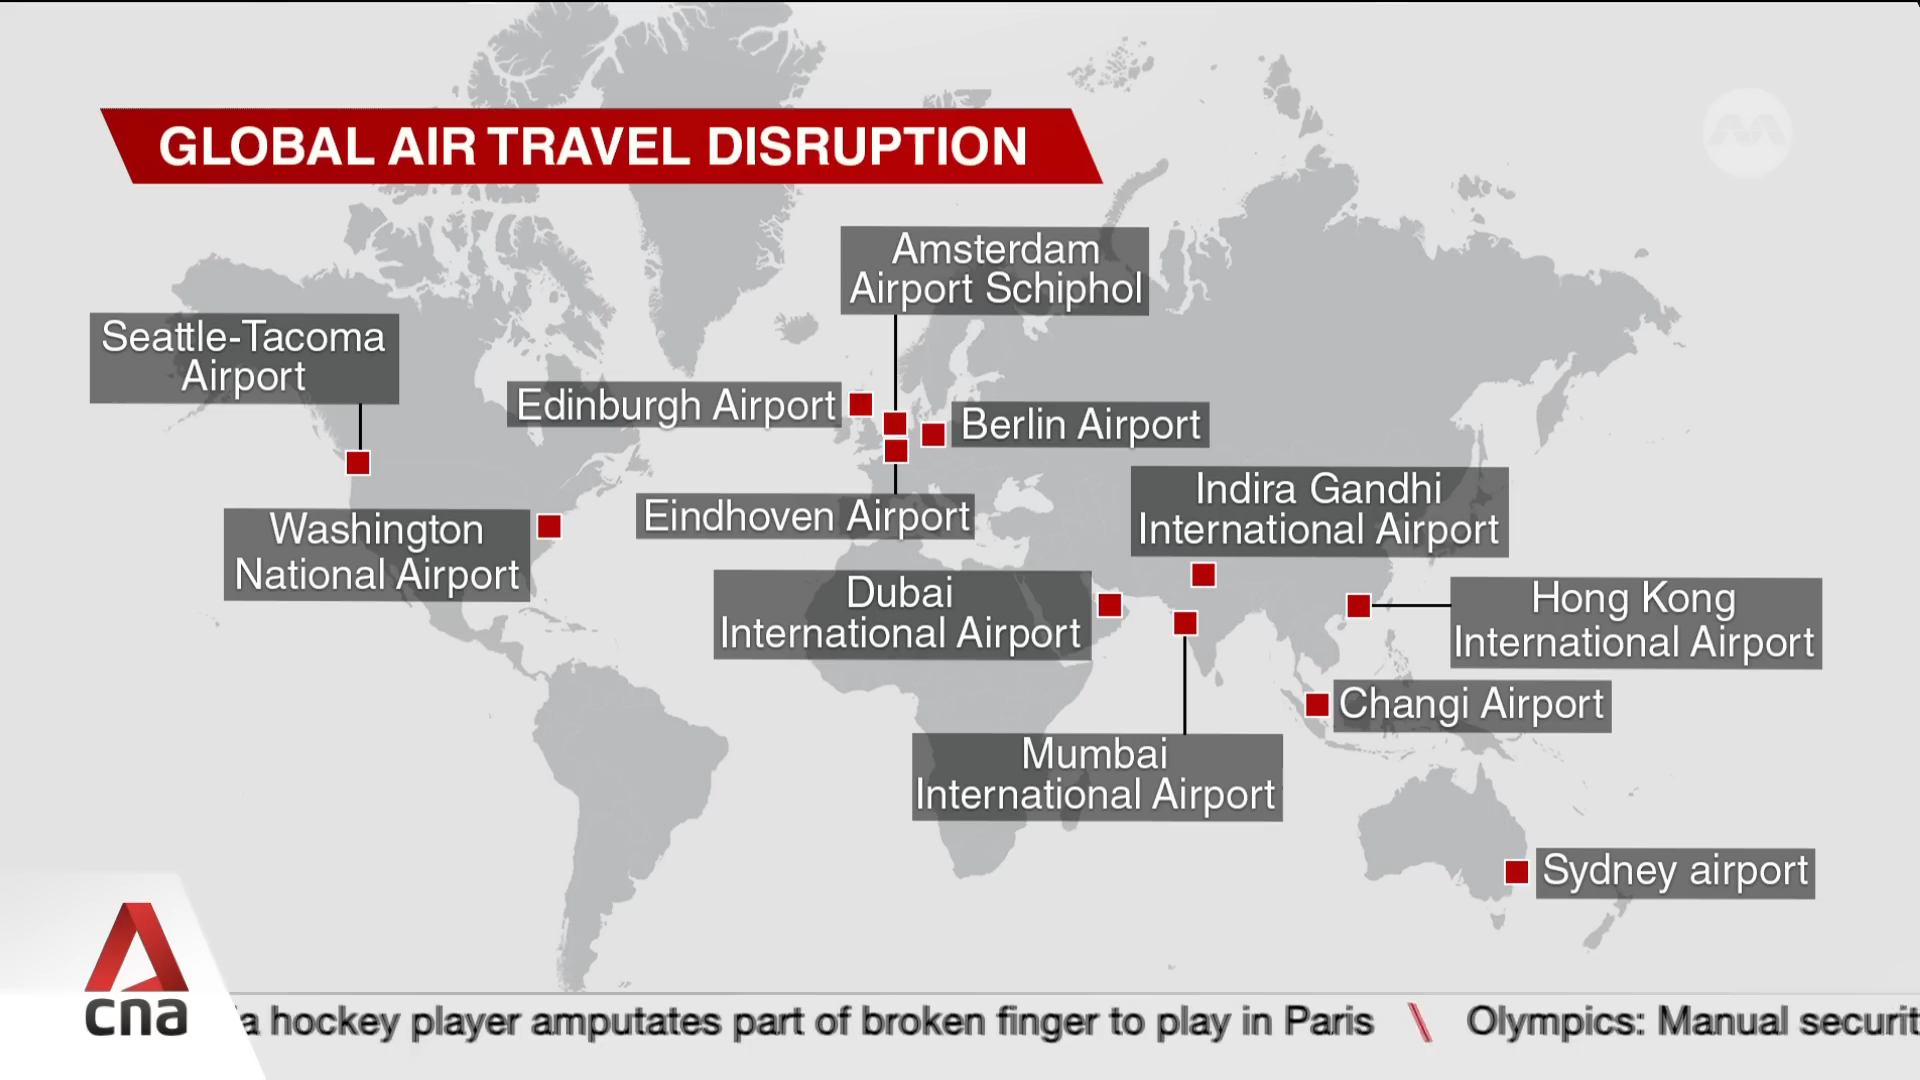 GLOBAL AIR TRAVEL DISRUPTION
Amsterdam
Airport Schiphol
Seattle-Tacoma
Airport
Edinburgh Airport
Berlin Airport
Indira Gandhi
International Airport
Eindhoven Airport
Washington
National Airport
Dubai
International Airport
Hong Kong
International Airport
Changi Airport
Mumbai
International Airport
Sydney airport
cna
a hockey player amputates part of broken finger to play in Paris \ Olympics: Manual securit